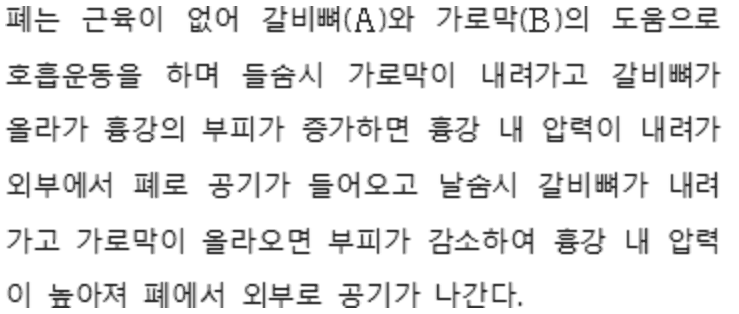 폐는 근육이 없어 갈비뼈(A)와 가로막(B)의 도움으로
호흡운동을 하며 들숨시 가로막이 내려가고 갈비뼈가
올라가 흉강의 부피가 증가하면 흉강 내 압력이 내려가
외부에서 폐로 공기가 들어오고 날숨시 갈비뼈가 내려
가고 가로막이 올라오면 부피가 감소하여 흉강 내 압력
이 높아져 폐에서 외부로 공기가 나간다.